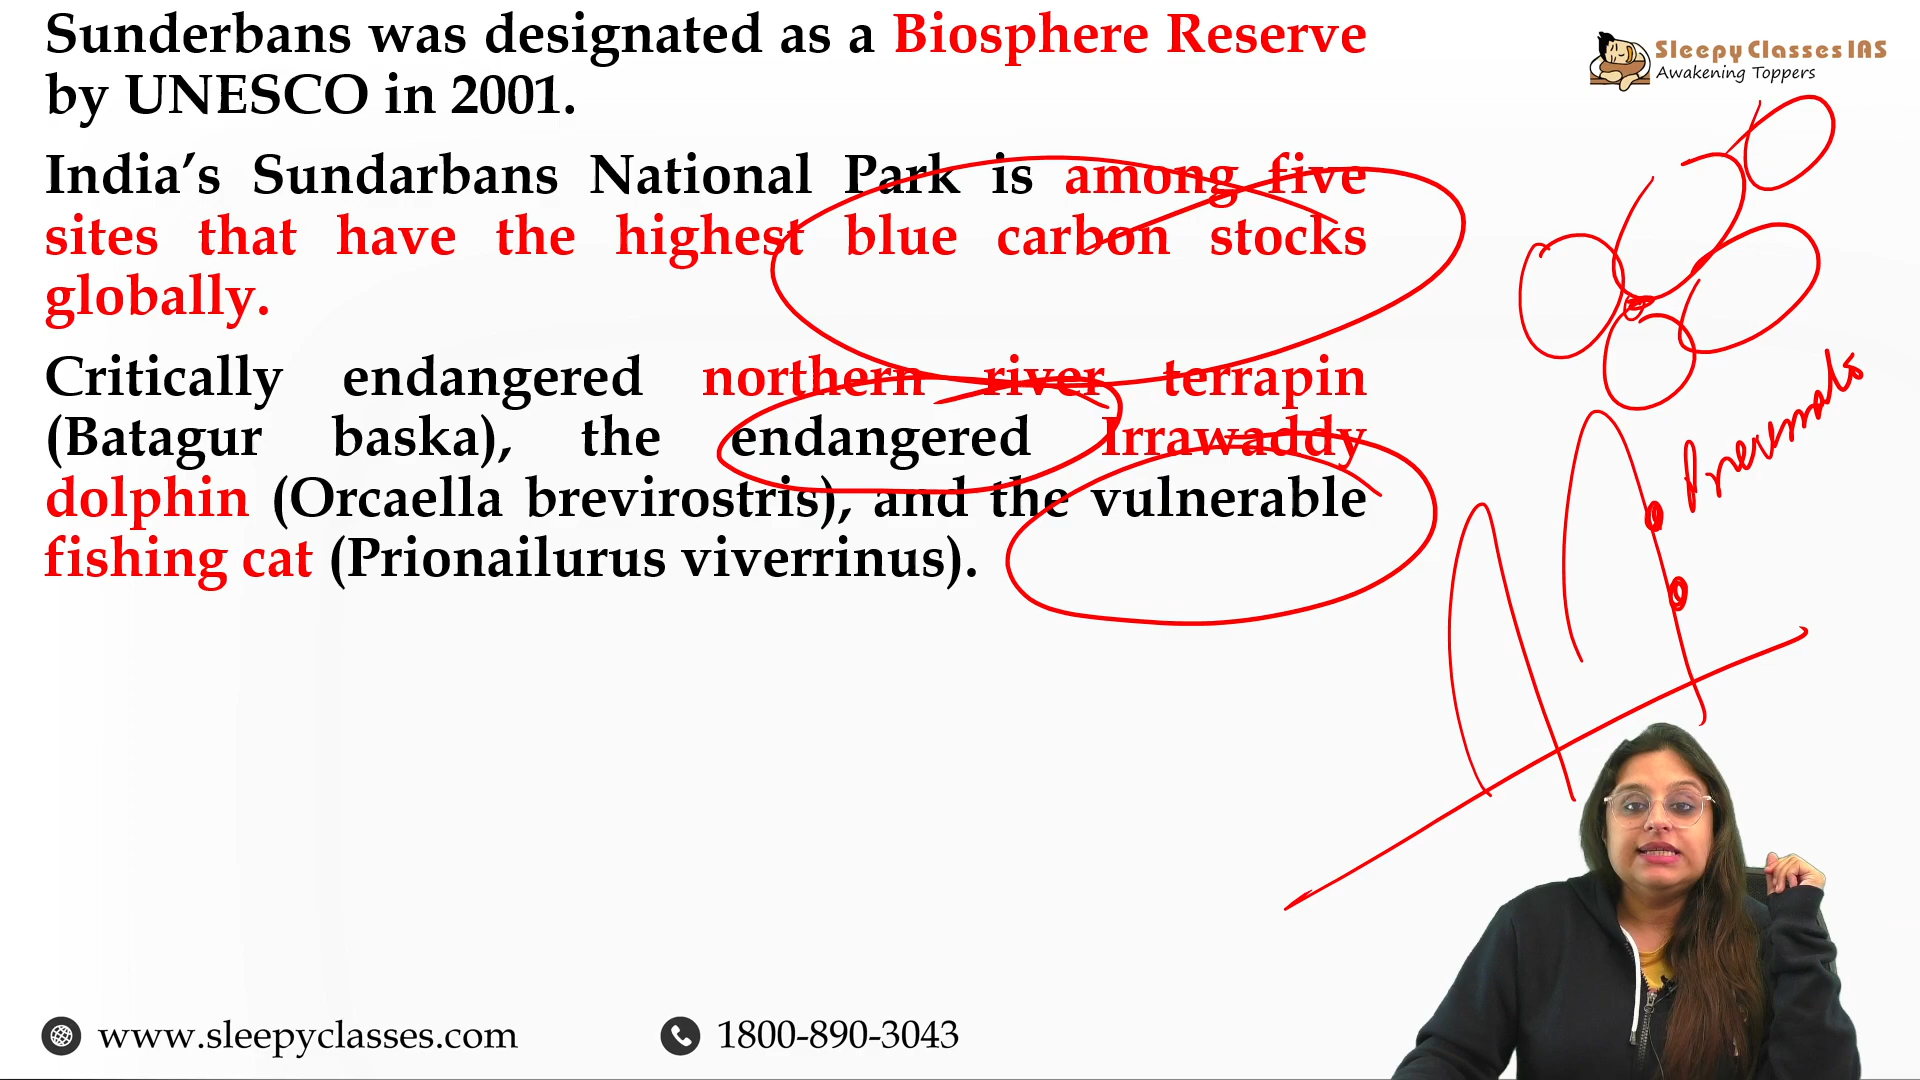 Sunderbans was designated as a Biosphere Reserve
by UNESCO in 2001.
India's Sundarbans National Park is among five
sites that have the highest blue carbon stocks
globally.
Critically endangered northern river terrapin
(Batagur baska), the endangered Irrawaddy
dolphin (Orcaella brevirostris), and the vulnerable
fishing cat (Prionailurus viverrinus).
Sleepy Classes IAS
Awakening Toppers
www.sleepyclasses.com
1800-890-3043